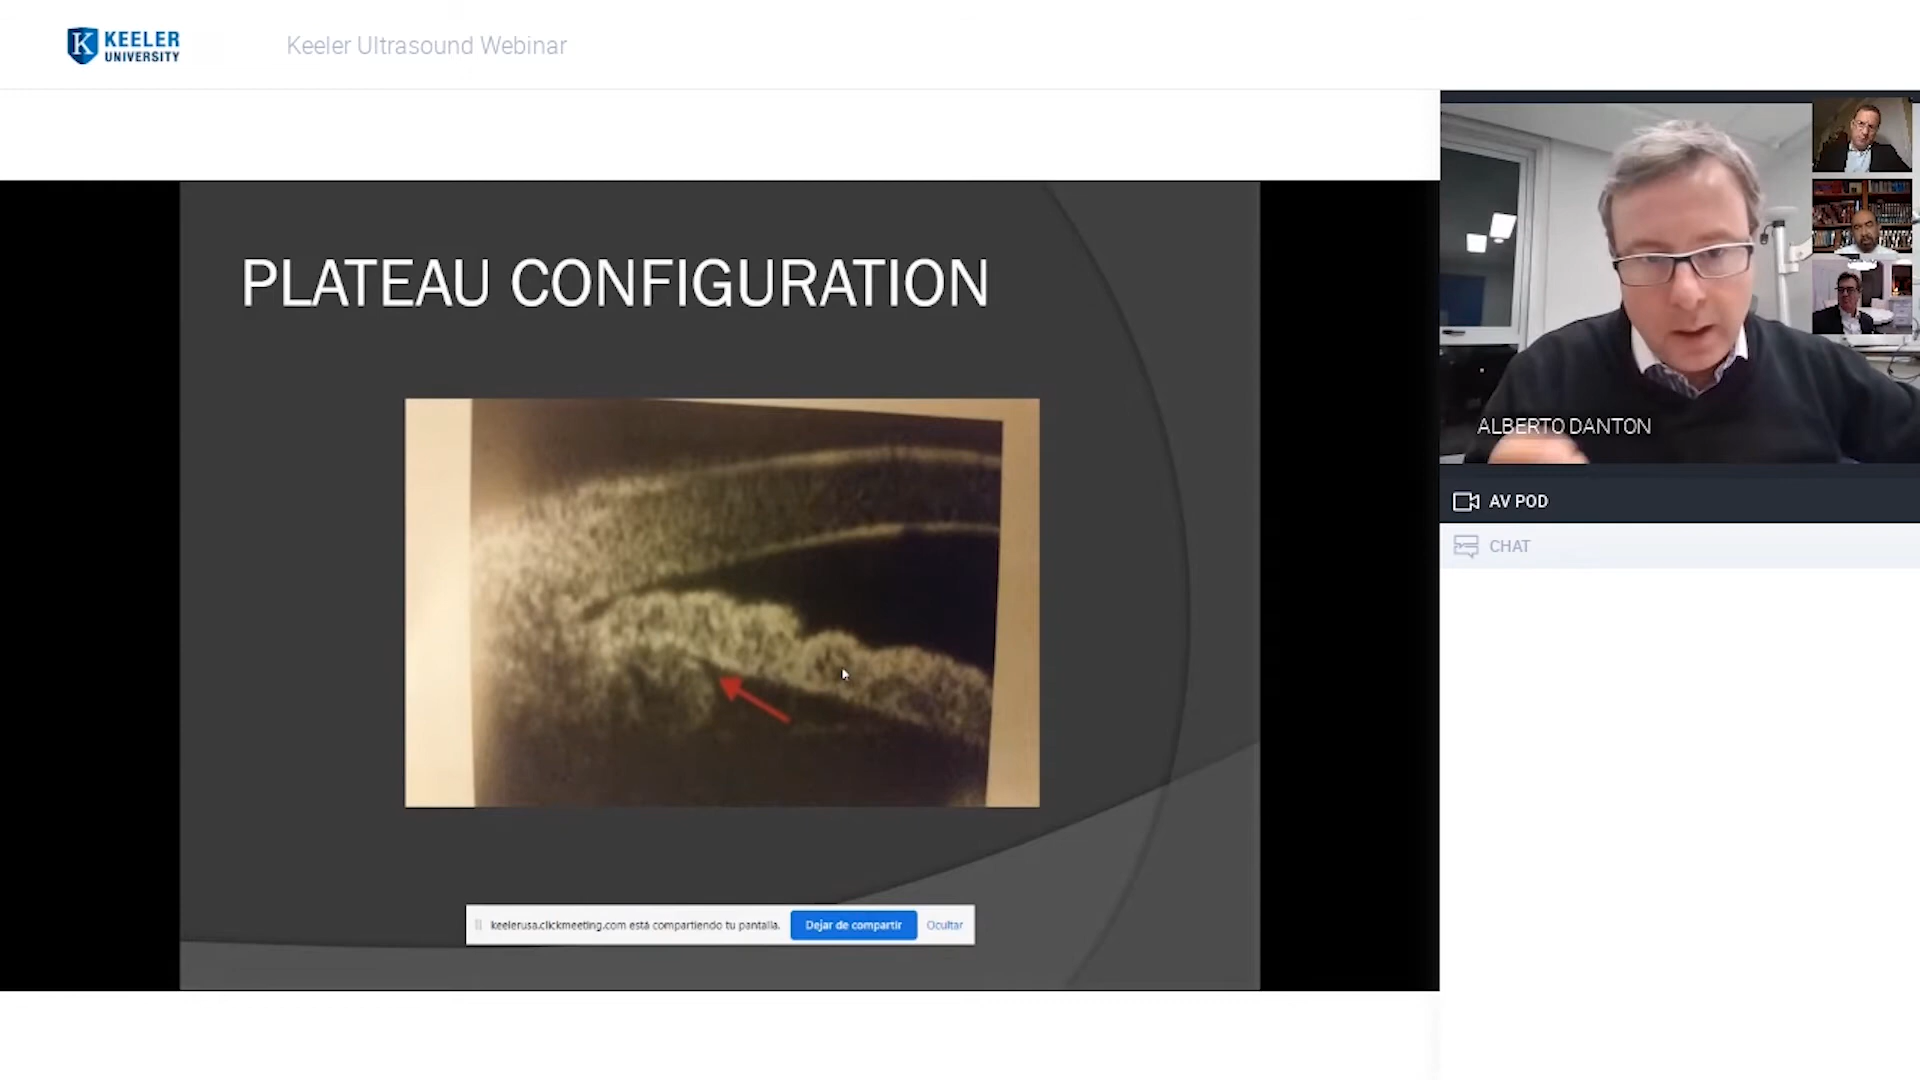 KEELER
UNIVERSITY
Keeler Ultrasound Webinar
PLATEAU CONFIGURATION
keelerusa.clickmeeting.com está compartiendo tu pantalla.
Dejar de compartir
Ocultar
ALBERTO DANTON
AV POD
CHAT